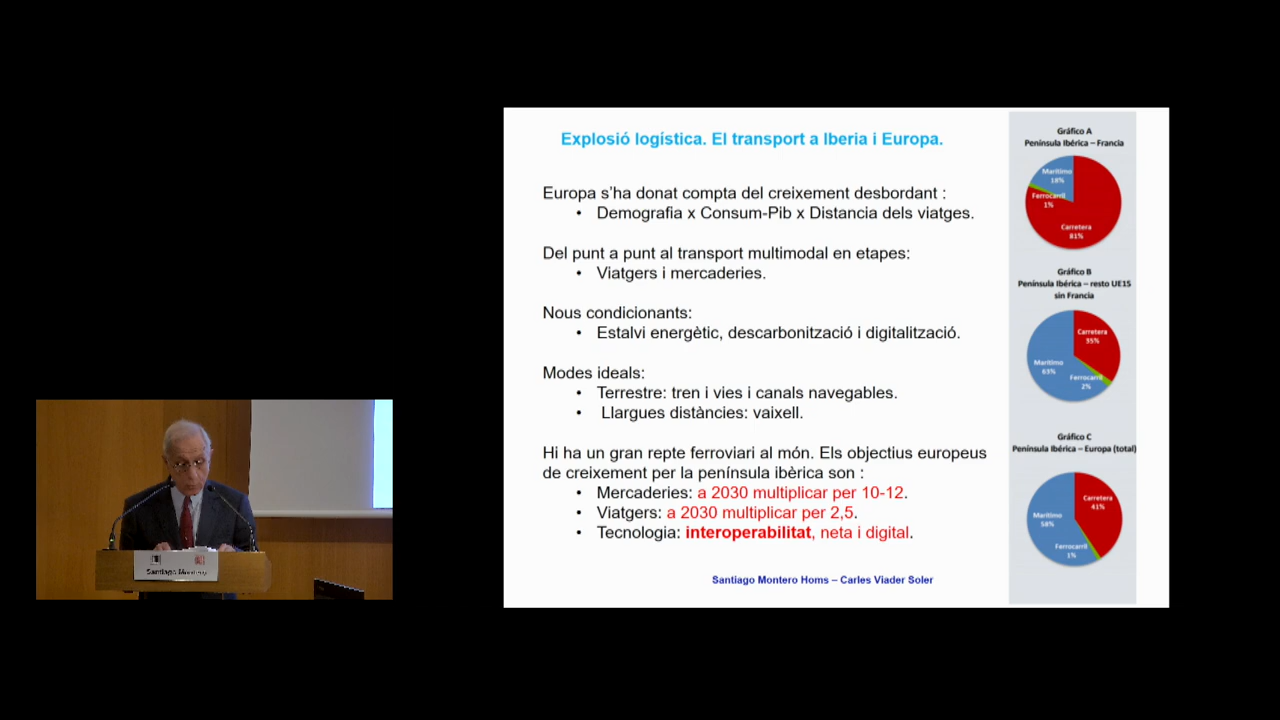 Explosió logística. El transport a Iberia i Europa.
Europa s'ha donat compta del creixement desbordant :
• Demografia x Consum-Pib x Distancia dels viatges.
Del punt a punt al transport multimodal en etapes:
• Viatgers i mercaderies.
Nous condicionants:
• Estalvi energètic, descarbonització i digitalització.
Modes ideals:
• Terrestre: tren i vies i canals navegables.
• Llargues distàncies: vaixell.
Hi ha un gran repte ferroviari al món. Els objectius europeus
de creixement per la península ibèrica son :
• Mercaderies: a 2030 multiplicar per 10-12.
• Viatgers: a 2030 multiplicar per 2,5.
• Tecnologia: interoperabilitat, neta i digital.
Santiago Montero Homs – Carles Viader Soler
Gráfico A
Península Ibérica – Francia
Marítimo
18%
Ferrocarril
1%
Carretera
81%
Gráfico B
Península Ibérica – resto UE15
sin Francia
Carretera
35%
Marítimo
63%
Ferrocarril
2%
Gráfico C
Península Ibérica – Europa (total)
Carretera
41%
Marítimo
58%
Ferrocarril
1%
Santiago Montero